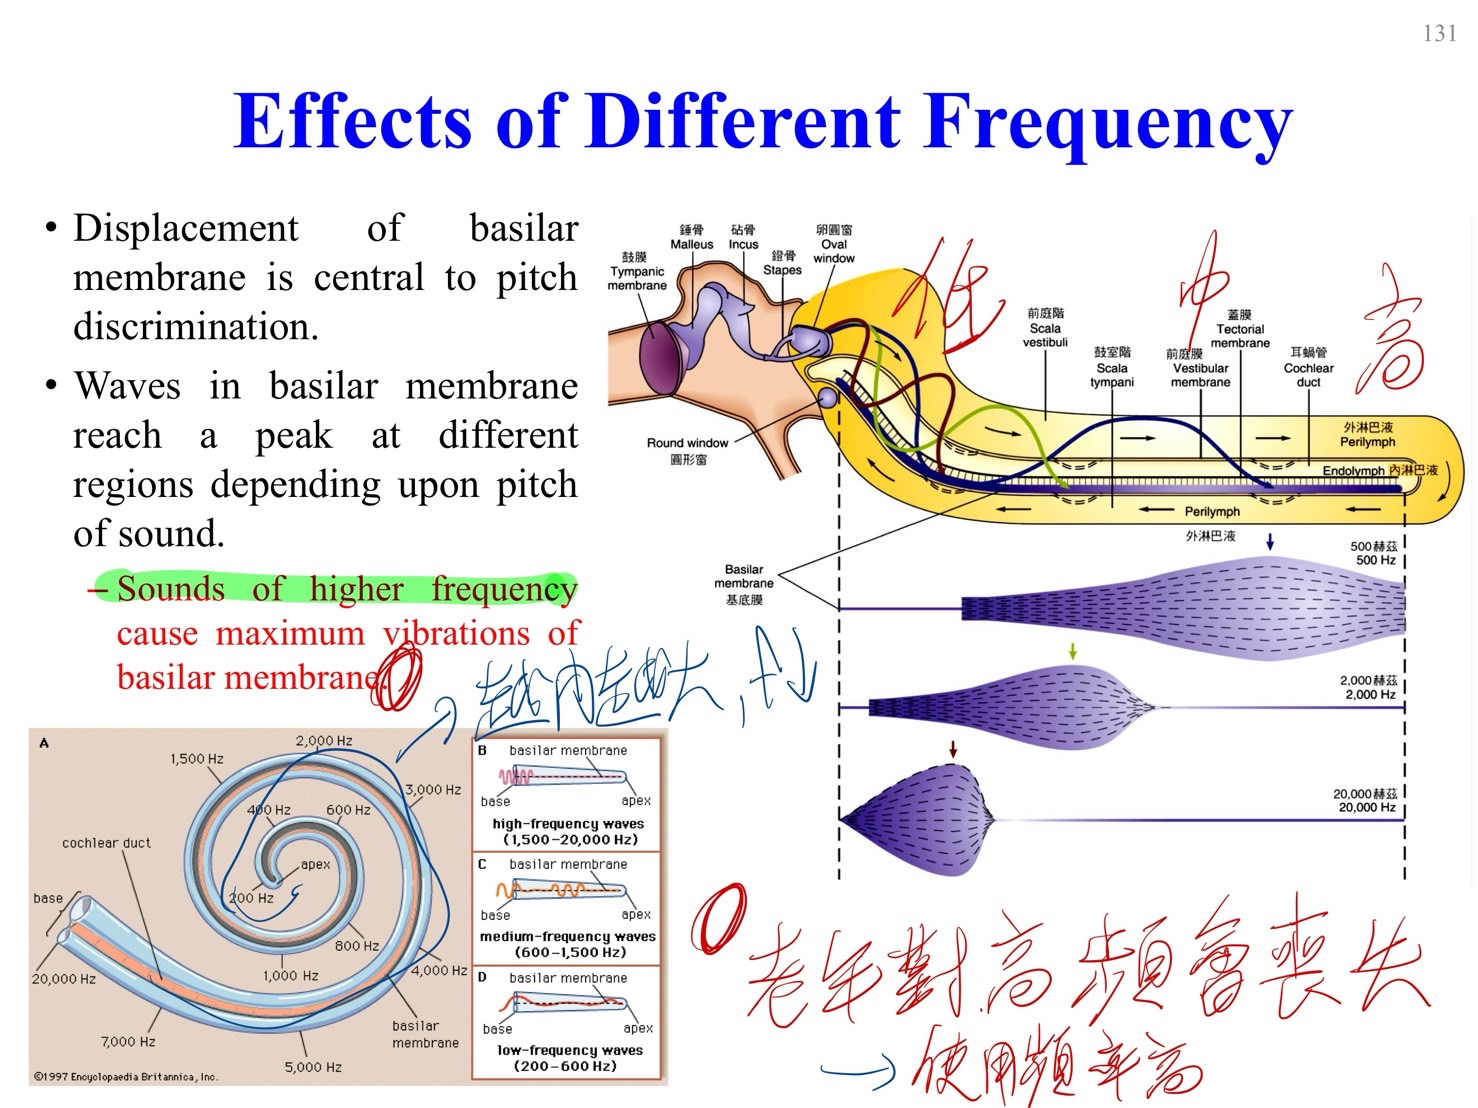 131
Effects of Different Frequency
• Displacement of basilar
membrane is central to pitch
discrimination.
• Waves in basilar membrane
reach a peak at different
regions depending upon pitch
of sound.
– Sounds of higher frequency
cause maximum vibrations of
basilar membrane.
鼓膜
Tympanic
membrane
錘骨
Malleus
砧骨
Incus
鐙骨
Stapes
卵圓窗
Oval
window
低
中
高
前庭階
Scala
vestibuli
鼓室階
Scala
tympani
前庭膜
Vestibular
membrane
蓋膜
Tectorial
membrane
耳蝸管
Cochlear
duct
Round window
圓形窗
外淋巴液
Perilymph
Endolymph 內淋巴液
Perilymph
外淋巴液
Basilar
membrane
基底膜
500赫茲
500 Hz
2,000赫茲
2,000 Hz
20,000赫茲
20,000 Hz
越內越大, f↓
A
2,000 Hz
1,500 Hz
3,000 Hz
400 Hz
600 Hz
cochlear duct
apex
200 Hz
base
800 Hz
4,000 Hz
20,000 Hz
1,000 Hz
7,000 Hz
basilar
membrane
5,000 Hz
©1997 Encyclopaedia Britannica, Inc.
B
basilar membrane
base
apex
high-frequency waves
(1,500–20,000 Hz)
C
basilar membrane
base
apex
medium-frequency waves
(600–1,500 Hz)
D
basilar membrane
base
apex
low-frequency waves
(200–600 Hz)
老年對高頻會喪失
→ 使用頻率高